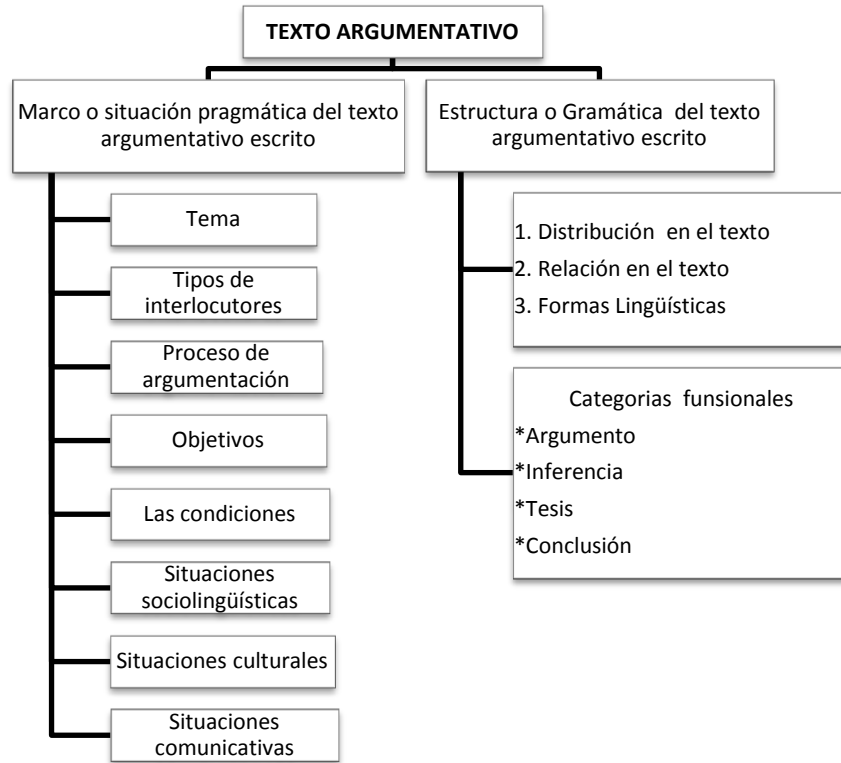 TEXTO ARGUMENTATIVO
Marco o situación pragmática del texto
argumentativo escrito
Tema
Tipos de
interlocutores
Proceso de
argumentación
Objetivos
Las condiciones
Situaciones
sociolingüísticas
Situaciones culturales
Situaciones
comunicativas
Estructura o Gramática del texto
argumentativo escrito
1. Distribución en el texto
2. Relación en el texto
3. Formas Lingüísticas
Categorias funsionales
*Argumento
*Inferencia
*Tesis
*Conclusión